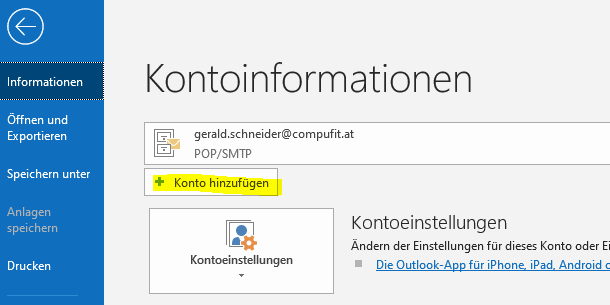 Kontoinformationen
Informationen
Öffnen und
Exportieren
Speichern unter
Anlagen
speichern
Drucken
gerald.schneider@compufit.at
POP/SMTP
Konto hinzufügen
Kontoeinstellungen
Kontoeinstellungen
Ändern der Einstellungen für dieses Konto oder
Die Outlook-App für iPhone, iPad, Android